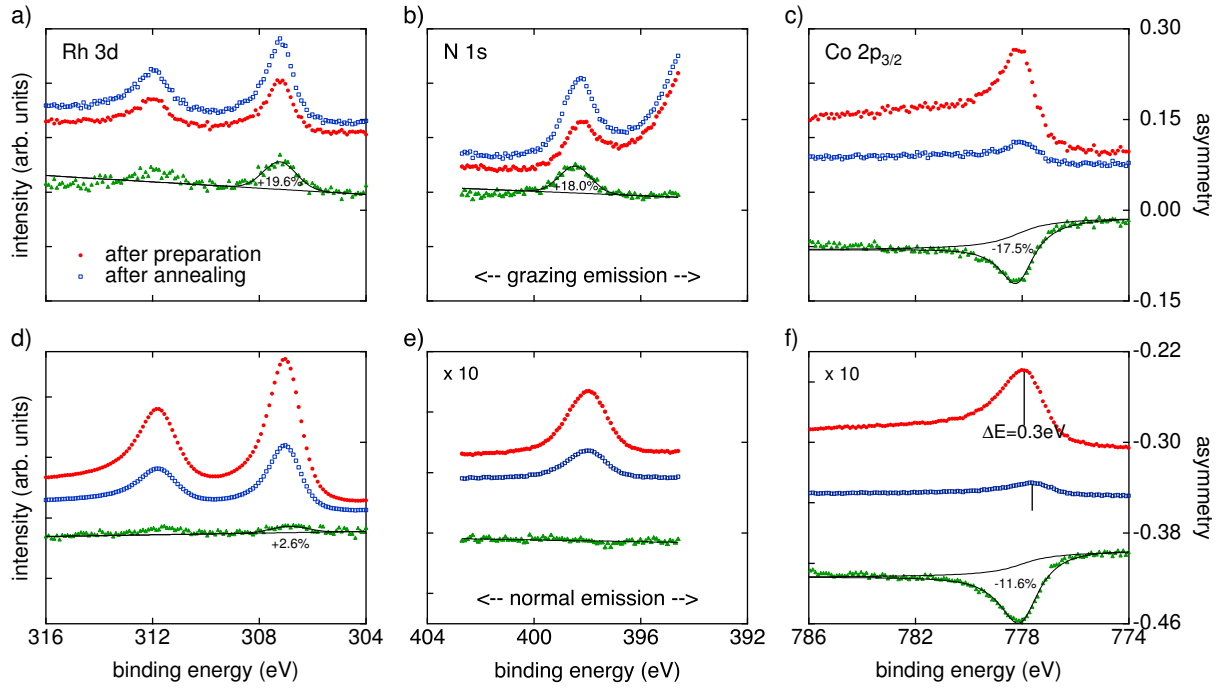 a)
b)
c)
Rh 3d
N 1s
Co 2p3/2
0.30
0.15
0.00
-0.15
intensity (arb. units)
asymmetry
+19.6%
+18.0%
-17.5%
after preparation
after annealing
<-- grazing emission -->
d)
e)
f)
x 10
x 10
-0.22
-0.30
-0.38
-0.46
intensity (arb. units)
asymmetry
ΔE=0.3eV
+2.6%
-11.6%
<-- normal emission -->
316 312 307 304
404 400 396 392
786 782 778 774
binding energy (eV)
binding energy (eV)
binding energy (eV)